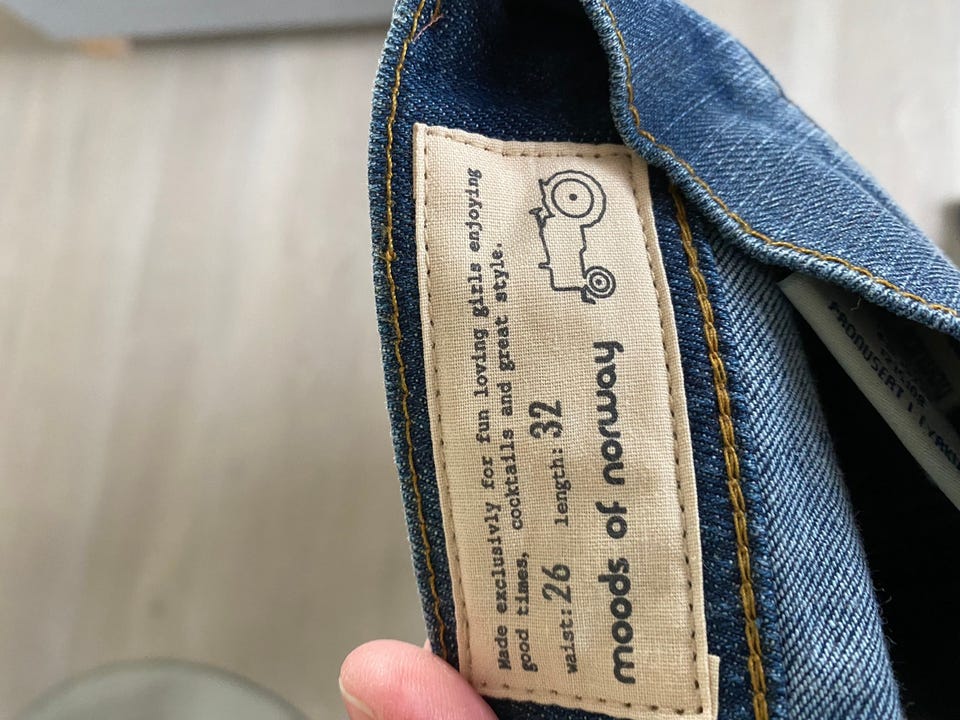 Made exclusivly for fun loving girls enjoying
good times, cocktails and great style.
waist: 26 length: 32
moods of norway
PRODUSERT I